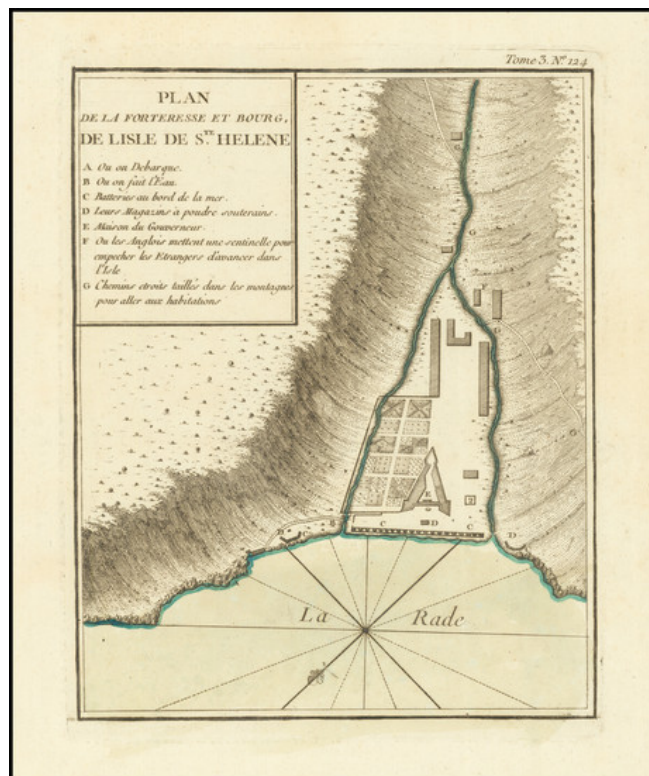 Tome 3. No. 124
PLAN
DE LA FORTERESSE ET BOURG,
DE LISLE DE STE. HELENE
A Ou on Debarque.
B Ou on fait l'Eau.
C Batteries au bord de la mer.
D Leurs Magazins à poudre souterains.
E Maison du Gouverneur.
F Ou les Anglois mettent une sentinelle pour
empecher les Etrangers d'avancer dans
l'Isle
G Chemins etroits taillés dans les montagnes
pour aller aux habitations
G
G
F
G
G
E
D C B C D C D
La Rade